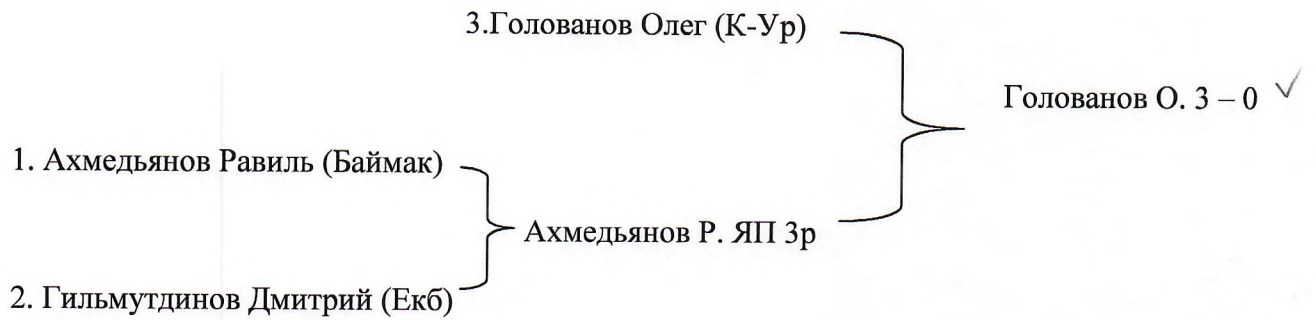 3.Голованов Олег (К-Ур)
Голованов О. 3 – 0
1. Ахмедьянов Равиль (Баймак)
Ахмедьянов Р. ЯП 3р
2. Гильмутдинов Дмитрий (Екб)